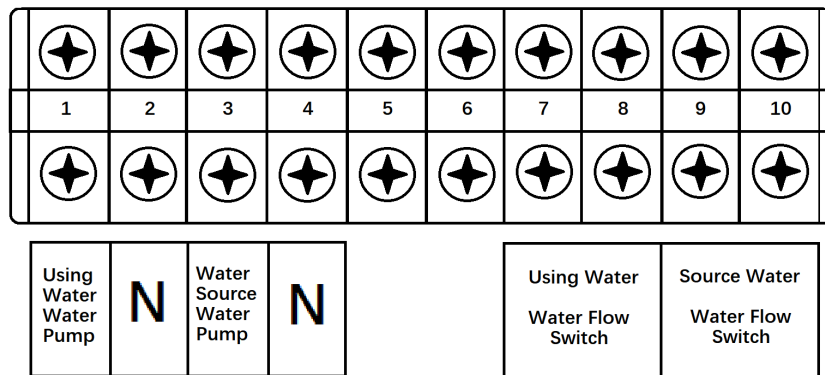 1 2 3 4 5 6 7 8 9 10
Using
Water
Water
Pump
N
Water
Source
Water
Pump
N
Using Water
Water Flow
Switch
Source Water
Water Flow
Switch